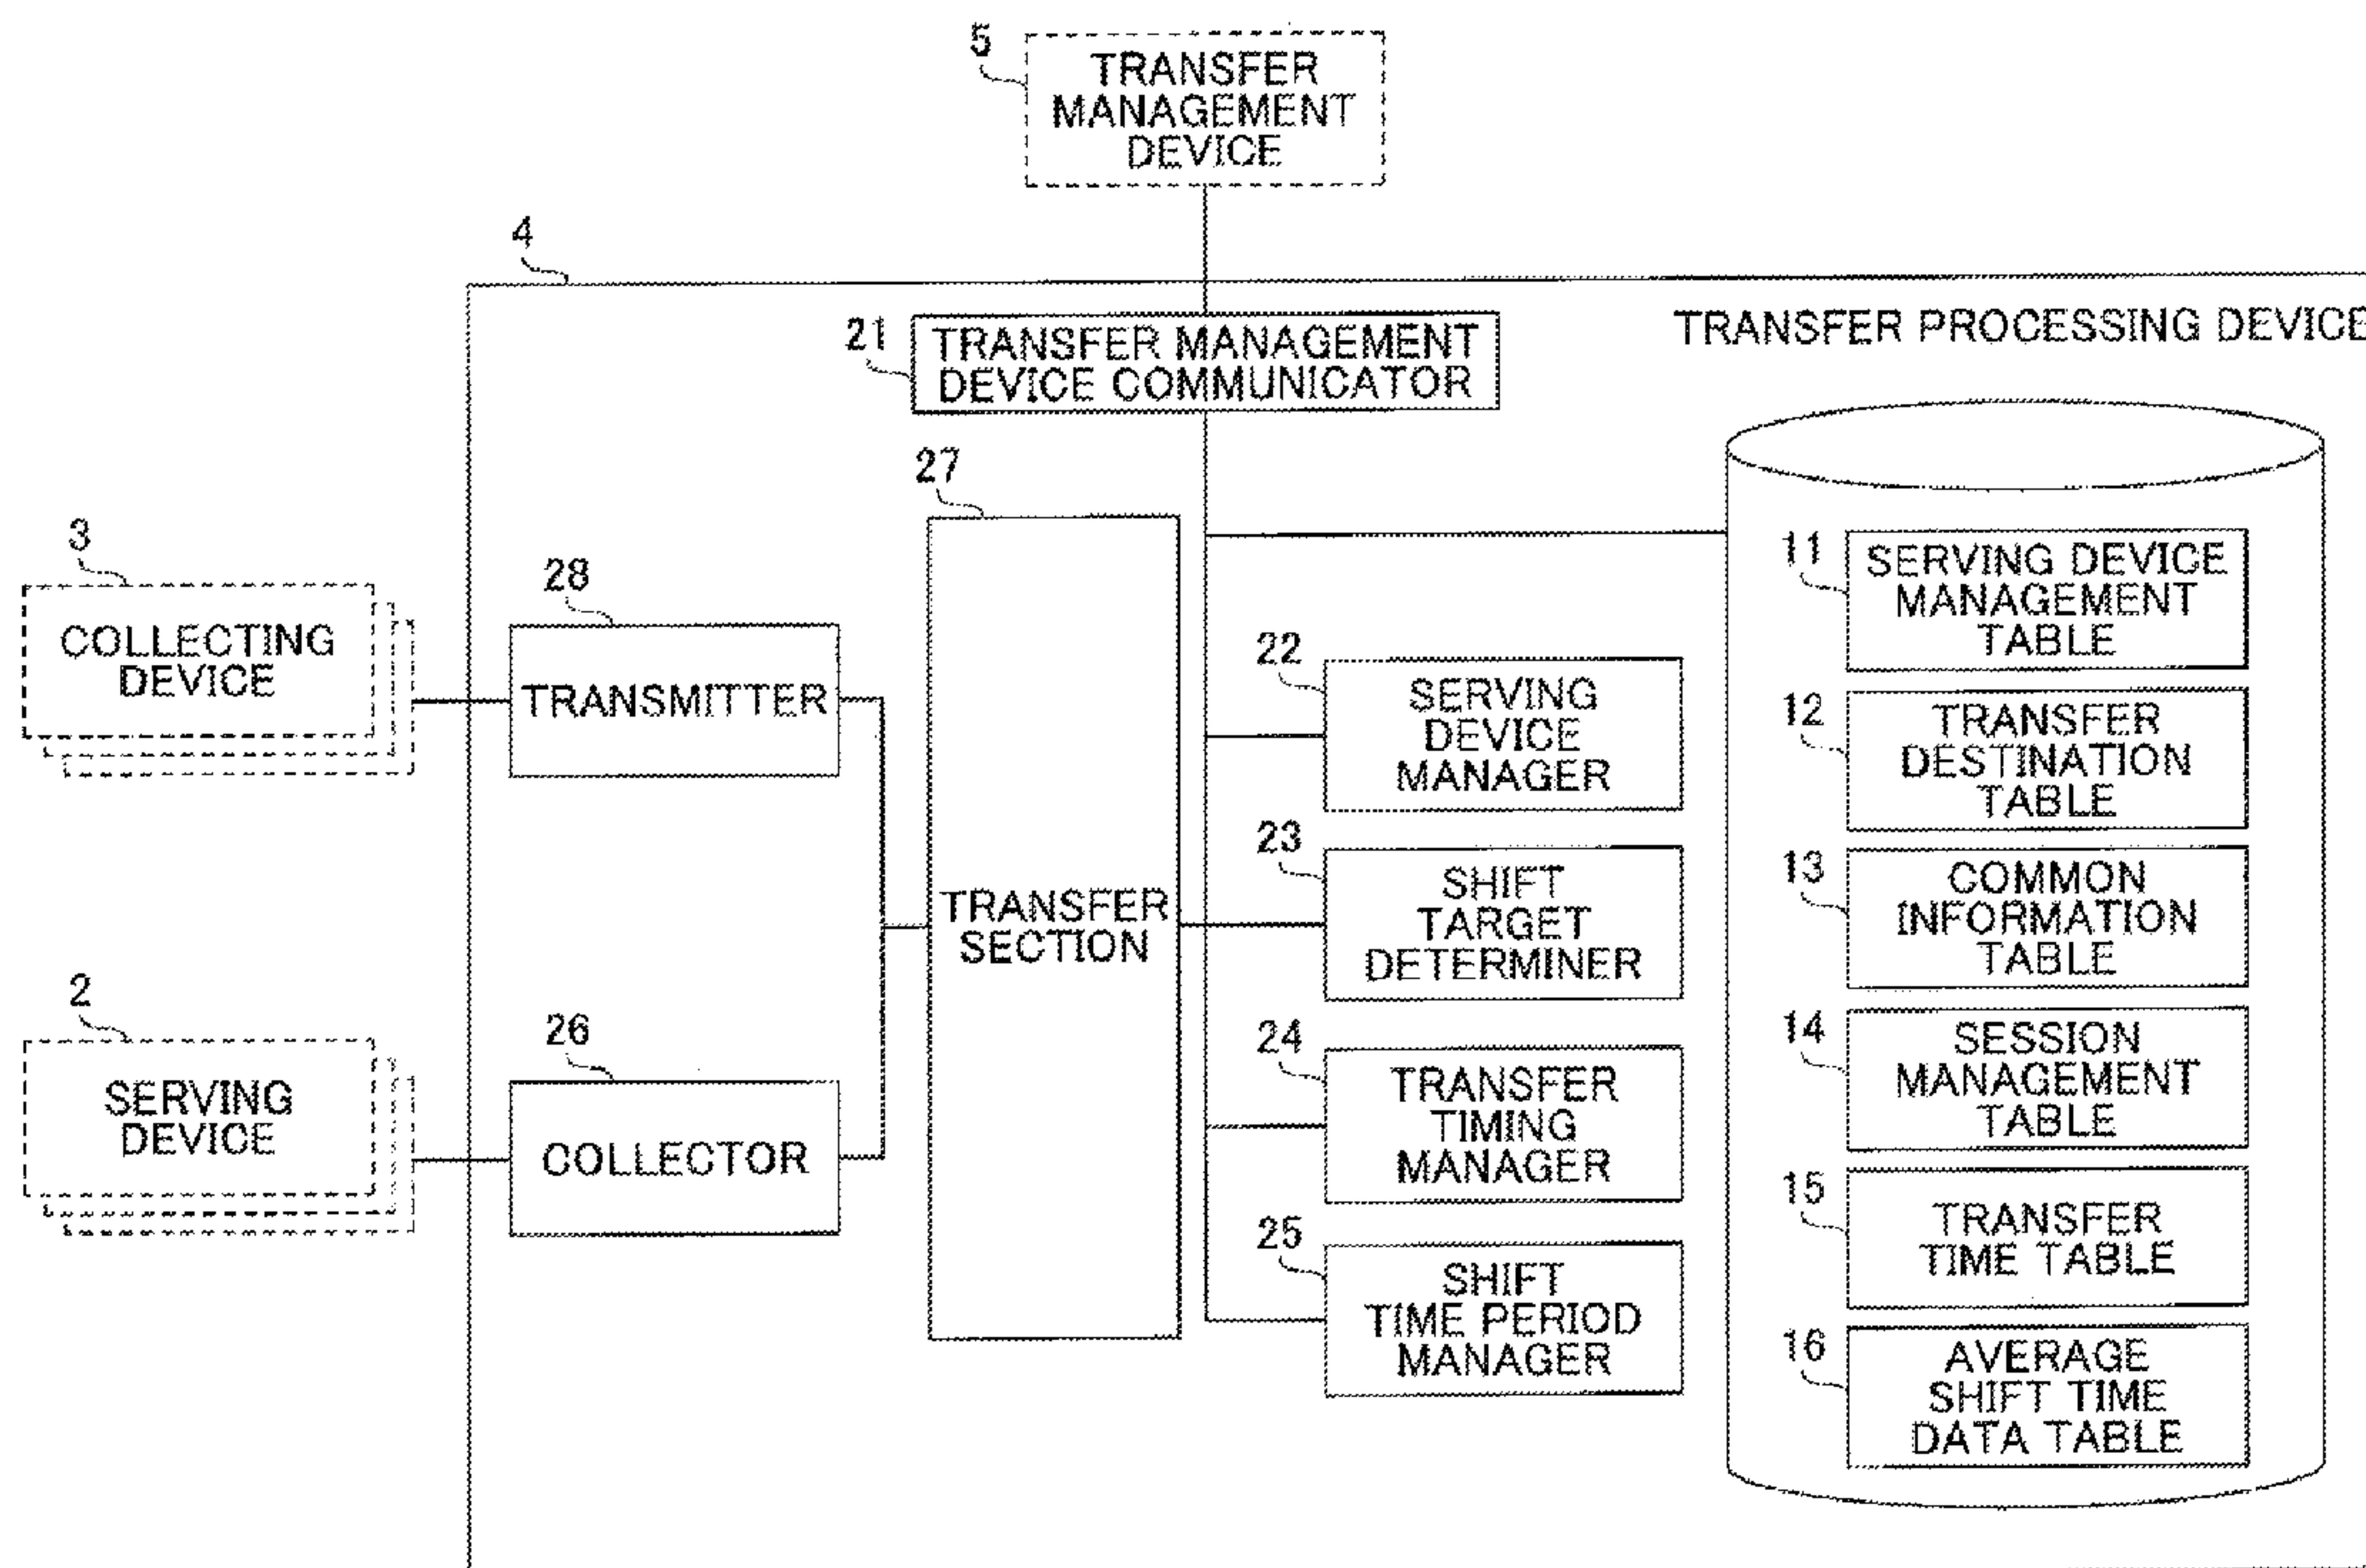 5
TRANSFER
MANAGEMENT
DEVICE
4
TRANSFER PROCESSING DEVICE
21
TRANSFER MANAGEMENT
DEVICE COMMUNICATOR
27
TRANSFER
SECTION
3
COLLECTING
DEVICE
28
TRANSMITTER
2
SERVING
DEVICE
26
COLLECTOR
22
SERVING
DEVICE
MANAGER
23
SHIFT
TARGET
DETERMINER
24
TRANSFER
TIMING
MANAGER
25
SHIFT
TIME PERIOD
MANAGER
11
SERVING DEVICE
MANAGEMENT
TABLE
12
TRANSFER
DESTINATION
TABLE
13
COMMON
INFORMATION
TABLE
14
SESSION
MANAGEMENT
TABLE
15
TRANSFER
TIME TABLE
16
AVERAGE
SHIFT TIME
DATA TABLE